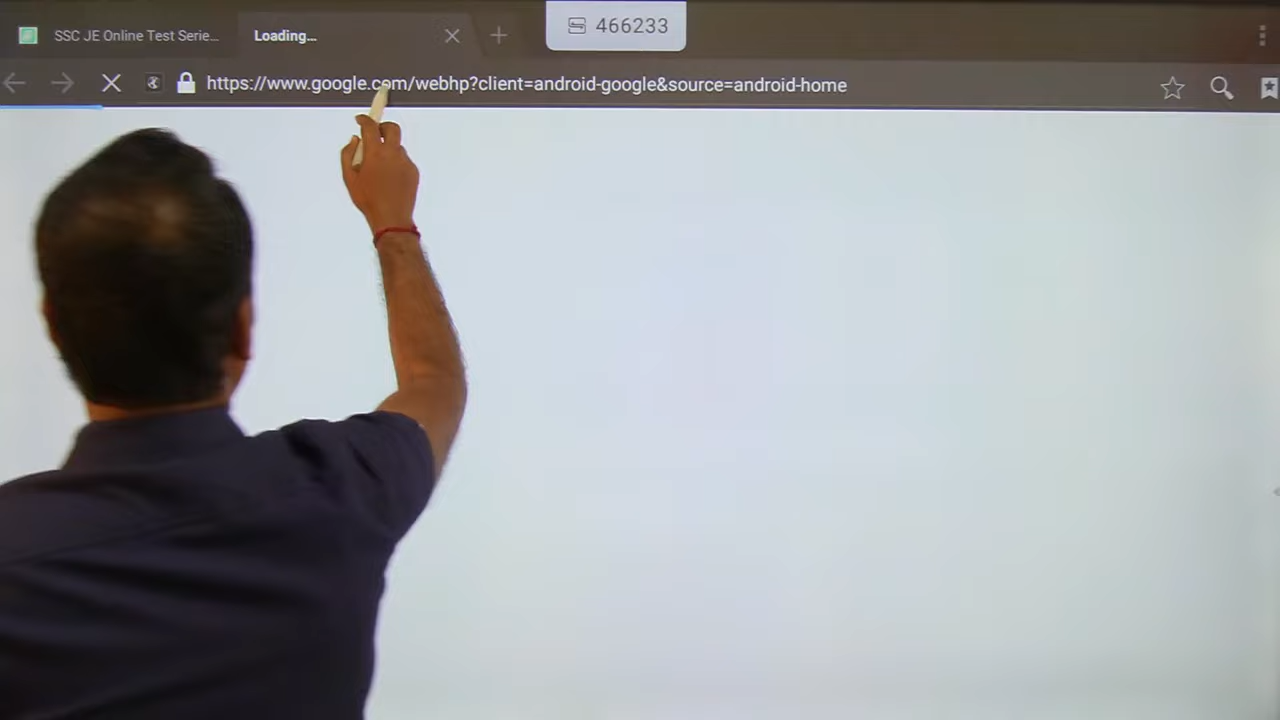 466233
SSC JE Online Test Serie...
Loading...
https://www.google.com/webhp?client=android-google&source=android-home